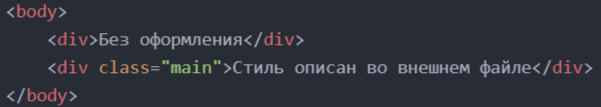 <body>
    <div>Без оформления</div>
    <div class="main">Стиль описан во внешнем файле</div>
</body>